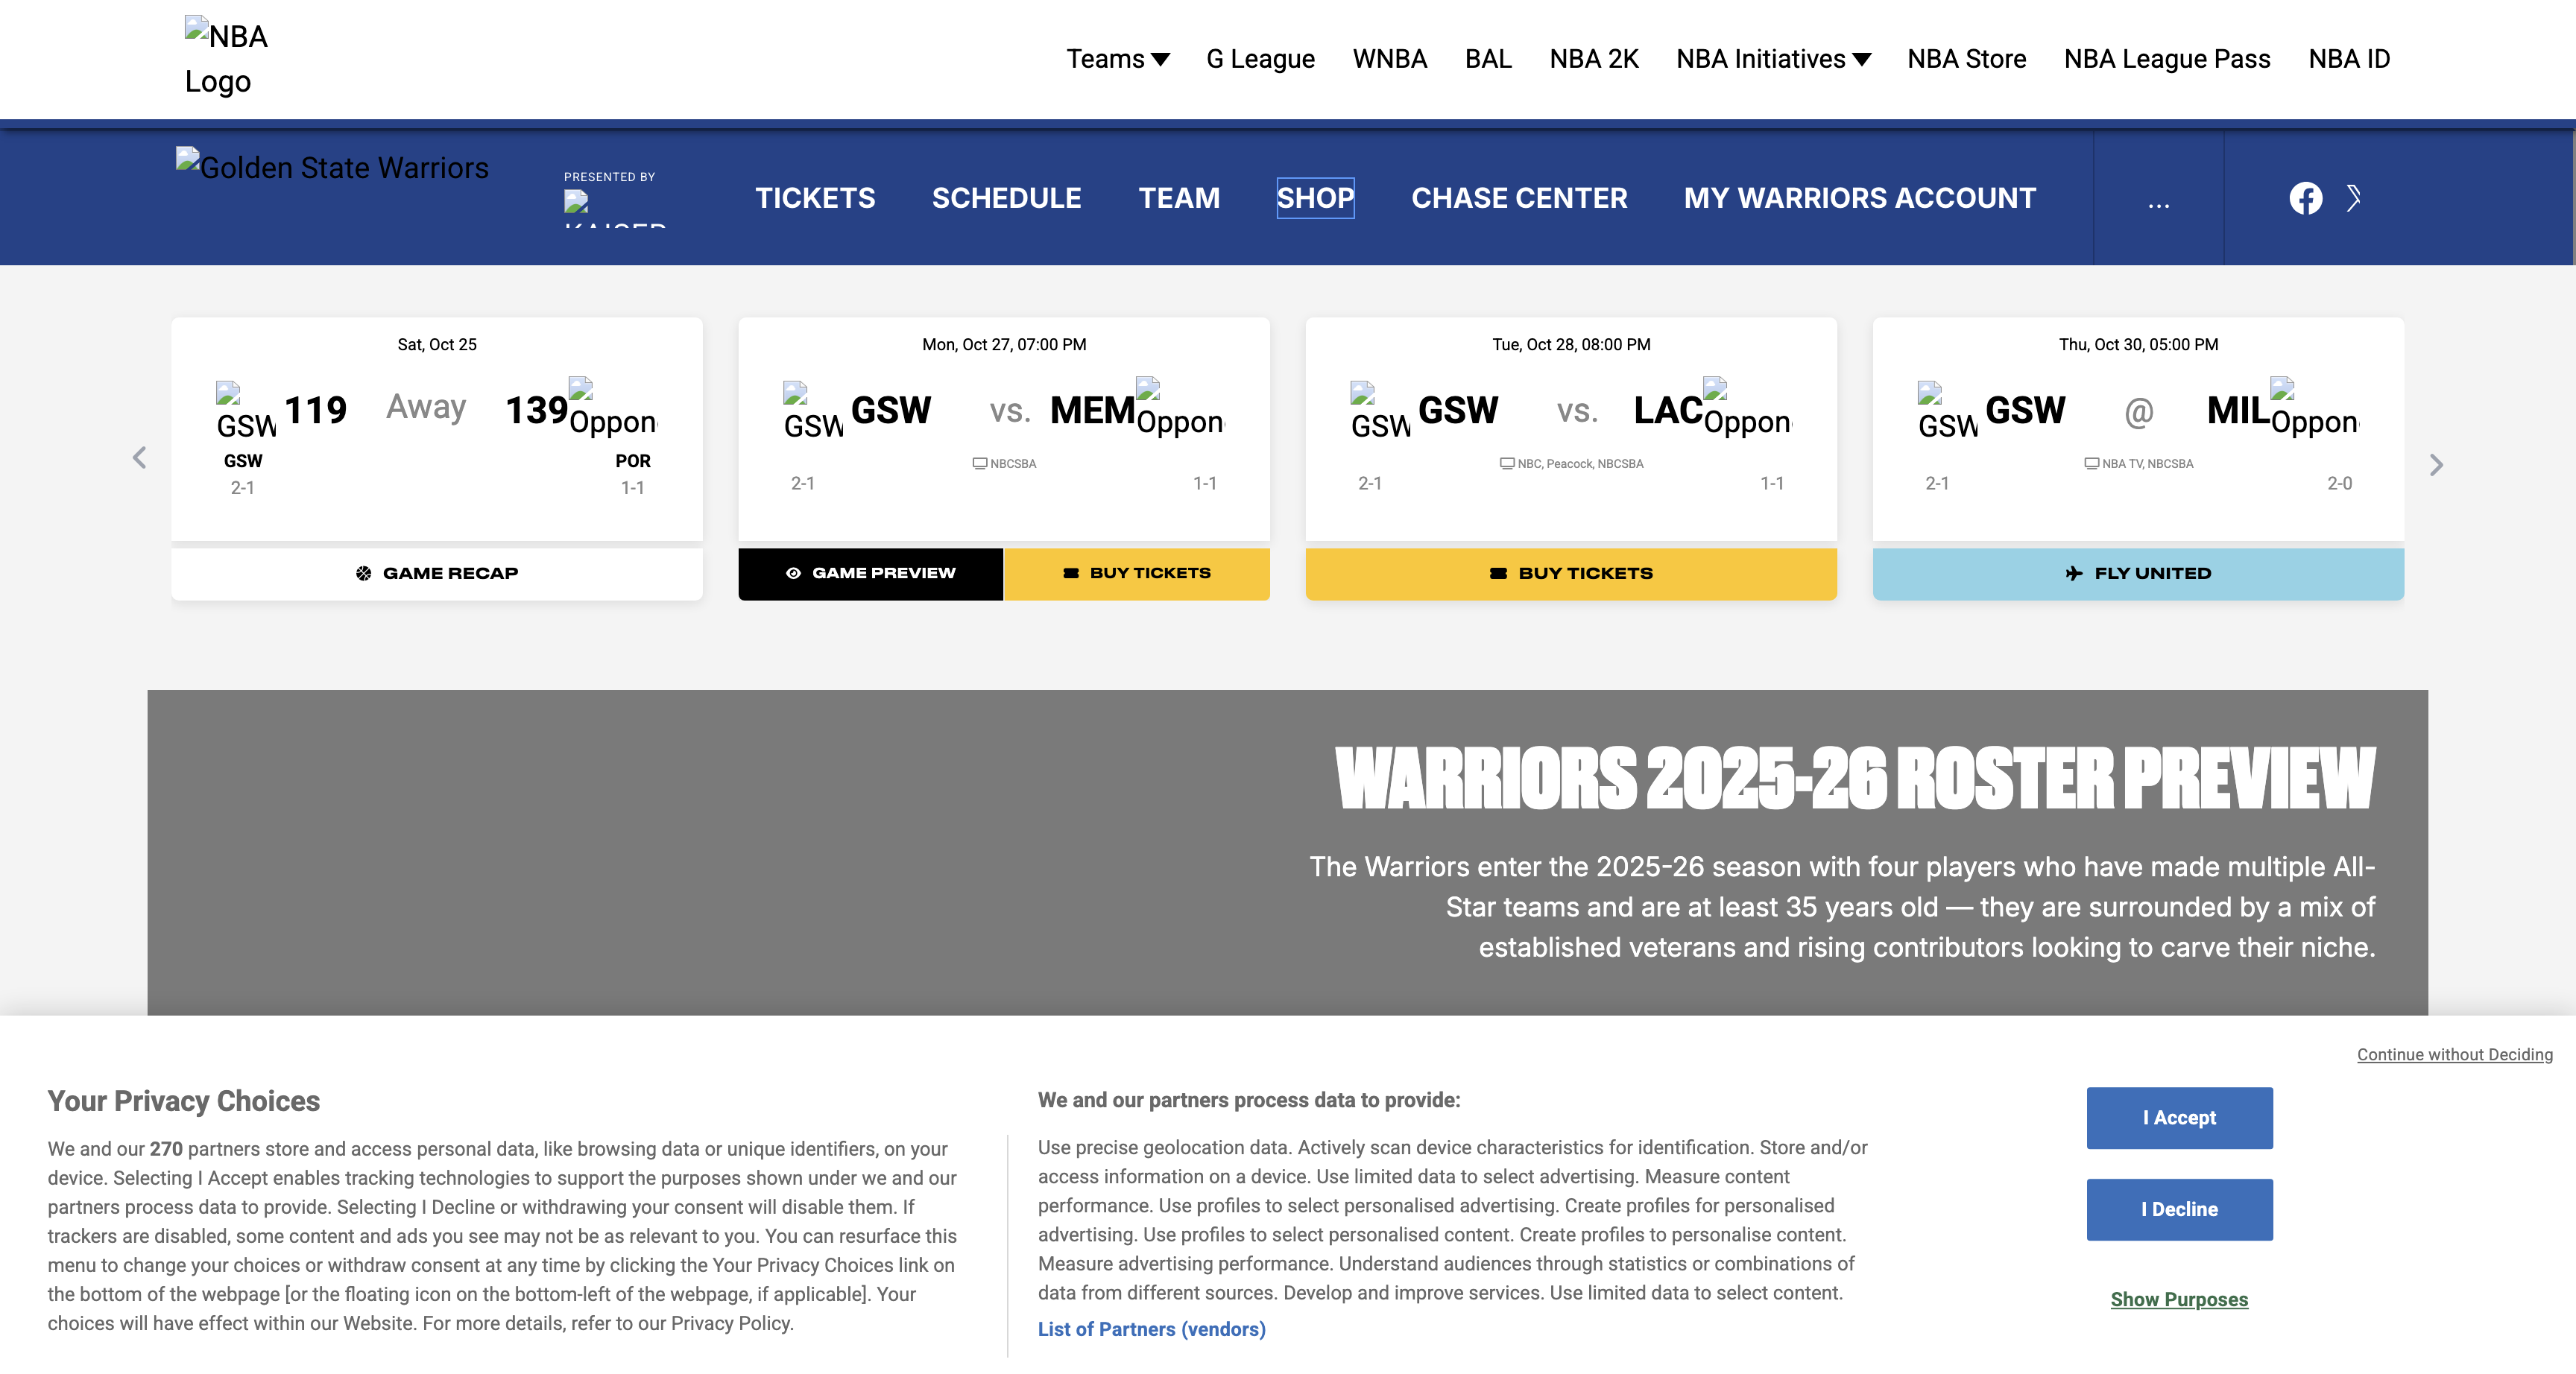 NBA
Logo
Teams G League WNBA BAL NBA 2K NBA Initiatives NBA Store NBA League Pass NBA ID
Golden State Warriors
PRESENTED BY
TICKETS SCHEDULE TEAM SHOP CHASE CENTER MY WARRIORS ACCOUNT ...
Sat, Oct 25
GSW 119 Away 139 Oppon
GSW POR
2-1 1-1
GAME RECAP
Mon, Oct 27, 07:00 PM
GSW GSW vs. MEM Oppon
NBCSBA
2-1 1-1
GAME PREVIEW BUY TICKETS
Tue, Oct 28, 08:00 PM
GSW GSW vs. LAC Oppon
NBC, Peacock, NBCSBA
2-1 1-1
BUY TICKETS
Thu, Oct 30, 05:00 PM
GSW GSW @ MIL Oppon
NBA TV, NBCSBA
2-1 2-0
FLY UNITED
WARRIORS 2025-26 ROSTER PREVIEW
The Warriors enter the 2025-26 season with four players who have made multiple All-
Star teams and are at least 35 years old — they are surrounded by a mix of
established veterans and rising contributors looking to carve their niche.
Continue without Deciding
Your Privacy Choices
We and our 270 partners store and access personal data, like browsing data or unique identifiers, on your
device. Selecting I Accept enables tracking technologies to support the purposes shown under we and our
partners process data to provide. Selecting I Decline or withdrawing your consent will disable them. If
trackers are disabled, some content and ads you see may not be as relevant to you. You can resurface this
menu to change your choices or withdraw consent at any time by clicking the Your Privacy Choices link on
the bottom of the webpage [or the floating icon on the bottom-left of the webpage, if applicable]. Your
choices will have effect within our Website. For more details, refer to our Privacy Policy.
We and our partners process data to provide:
Use precise geolocation data. Actively scan device characteristics for identification. Store and/or
access information on a device. Use limited data to select advertising. Measure content
performance. Use profiles to select personalised advertising. Create profiles for personalised
advertising. Use profiles to select personalised content. Create profiles to personalise content.
Measure advertising performance. Understand audiences through statistics or combinations of
data from different sources. Develop and improve services. Use limited data to select content.
List of Partners (vendors)
I Accept
I Decline
Show Purposes